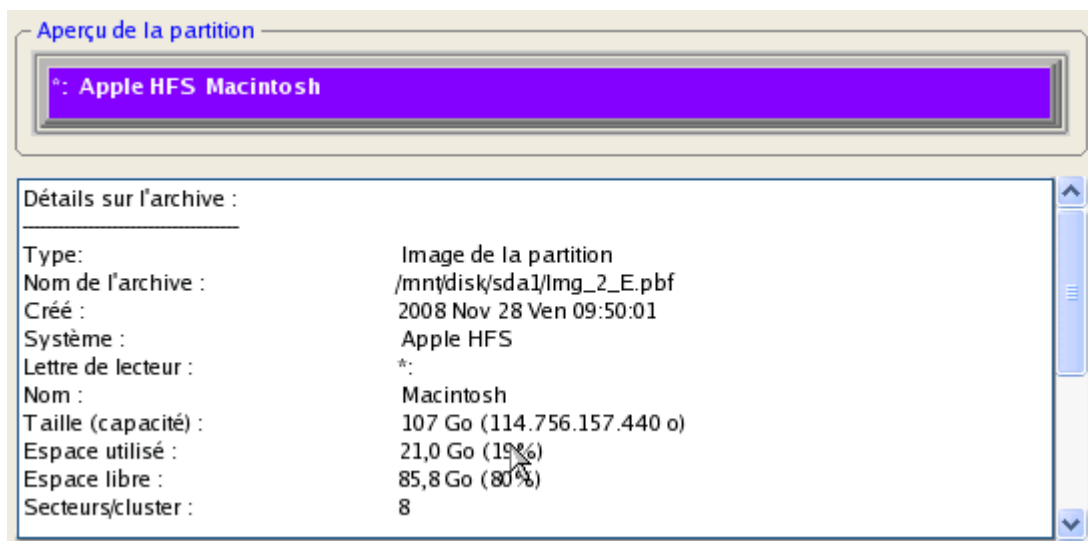 Aperçu de la partition
*: Apple HFS Macintosh
Détails sur l'archive :
------------------------------------
Type: Image de la partition
Nom de l'archive : /mnt/disk/sda1/Img_2_E.pbf
Créé : 2008 Nov 28 Ven 09:50:01
Système : Apple HFS
Lettre de lecteur : *:
Nom : Macintosh
Taille (capacité) : 107 Go (114.756.157.440 o)
Espace utilisé : 21,0 Go (19%)
Espace libre : 85,8 Go (80%)
Secteurs/cluster : 8